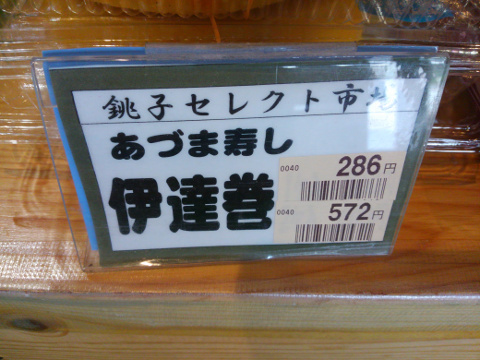 銚子セレクト市場
あづま寿し
伊達巻
0040 286円
0040 572円